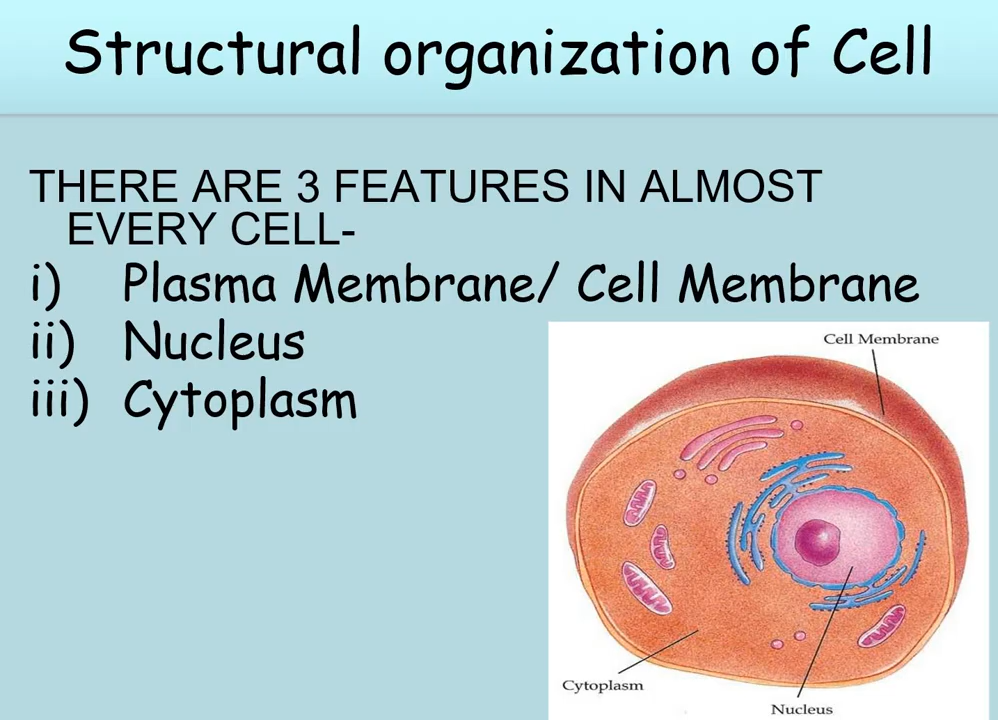 Structural organization of Cell
THERE ARE 3 FEATURES IN ALMOST
EVERY CELL-
i) Plasma Membrane/ Cell Membrane
ii) Nucleus
iii) Cytoplasm
Cell Membrane
Cytoplasm
Nucleus